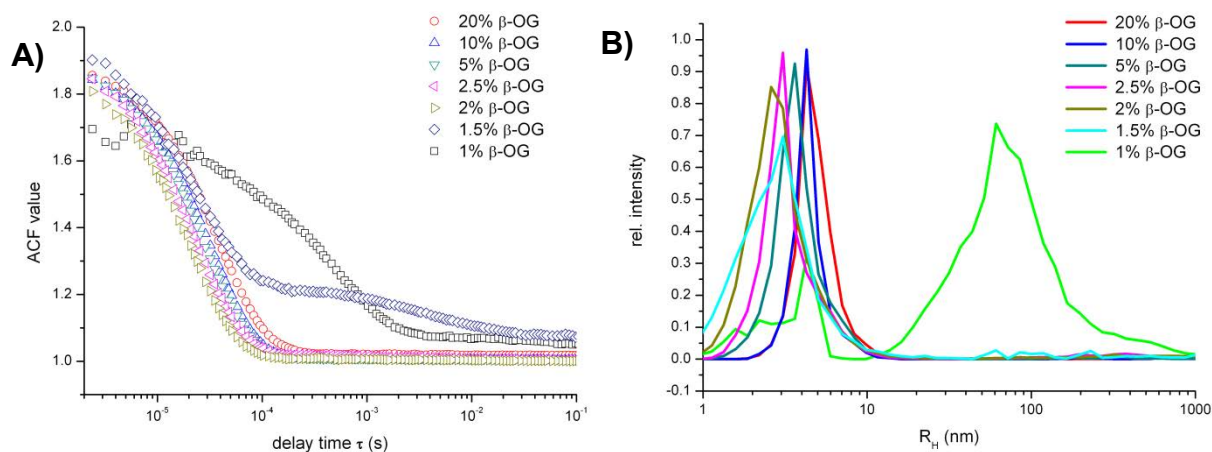 A)
2.0
1.8
1.6
1.4
1.2
1.0
ACF value
10⁻⁵
10⁻⁴
10⁻³
10⁻²
10⁻¹
delay time τ (s)
20% β-OG
10% β-OG
5% β-OG
2.5% β-OG
2% β-OG
1.5% β-OG
1% β-OG
B)
1.0
0.9
0.8
0.7
0.6
0.5
0.4
0.3
0.2
0.1
0.0
-0.1
rel. intensity
1
10
100
1000
R_H (nm)
20% β-OG
10% β-OG
5% β-OG
2.5% β-OG
2% β-OG
1.5% β-OG
1% β-OG